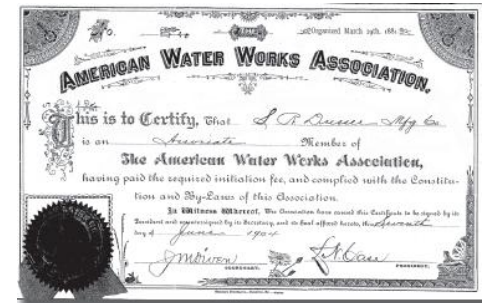 No. THE Organized March 29th, 1881
AMERICAN WATER WORKS ASSOCIATION.
This is to Certify, That S. R. Dresser Mfg Co
is an Associate Member of
The American Water Works Association,
having paid the required initiation fee, and complied with the Constitu-
tion and By-Laws of this Association.
In Witness Whereof, The Association have caused this Certificate to be signed by its
President and countersigned by its Secretary, and its Seal affixed hereto, this Seventh
day of June 1904
SECRETARY. PRESIDENT.